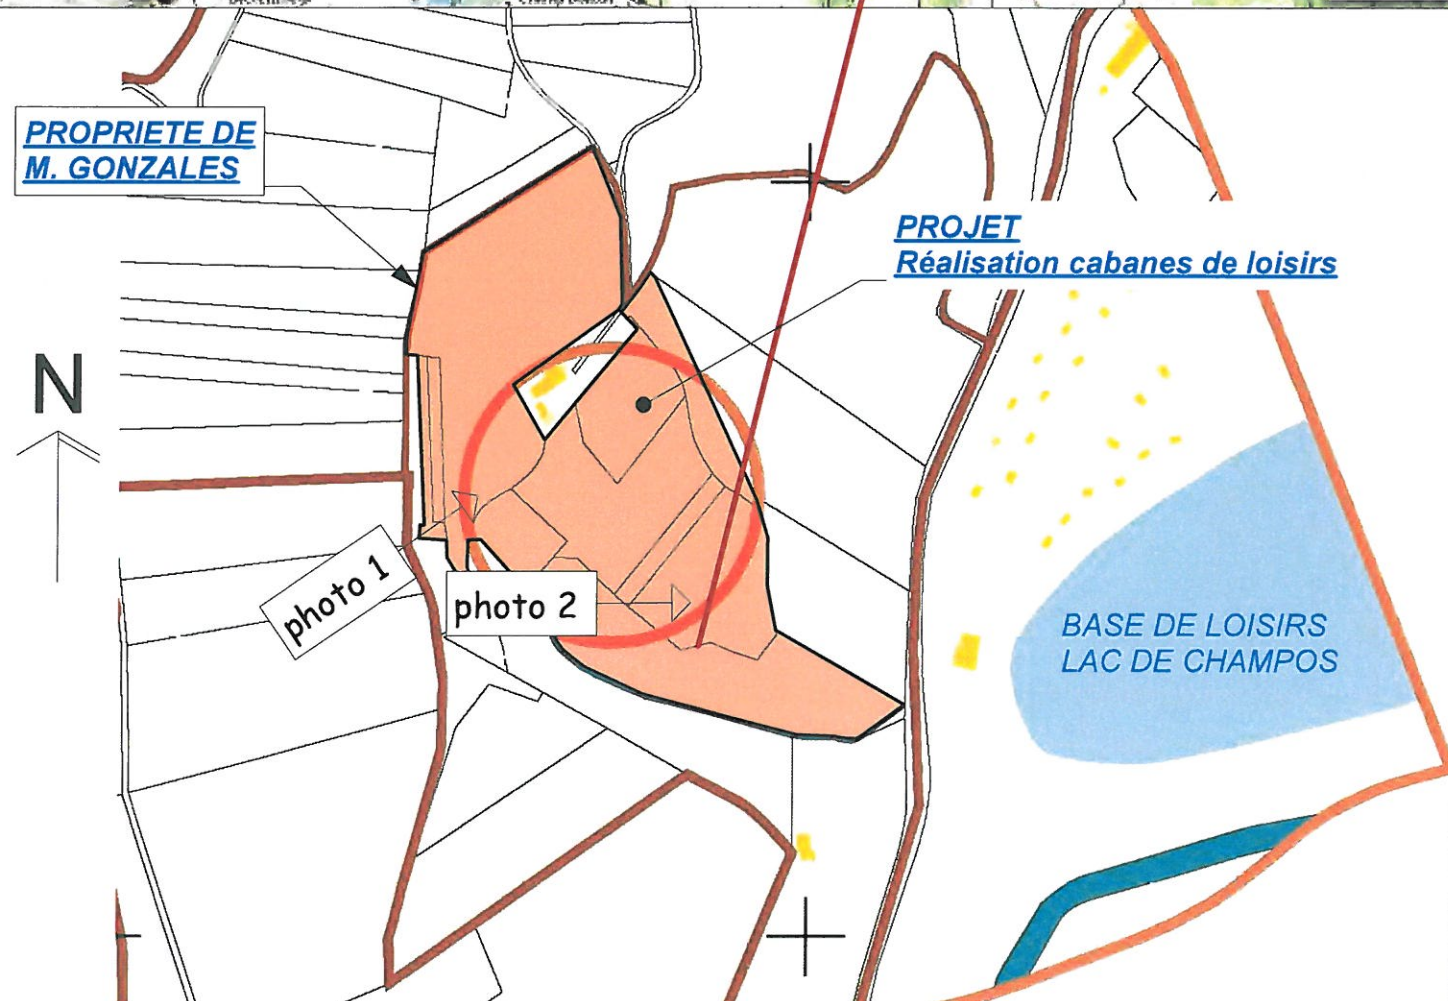 PROPRIETE DE
M. GONZALES
PROJET
Réalisation cabanes de loisirs
N
photo 1
photo 2
BASE DE LOISIRS
LAC DE CHAMPOS